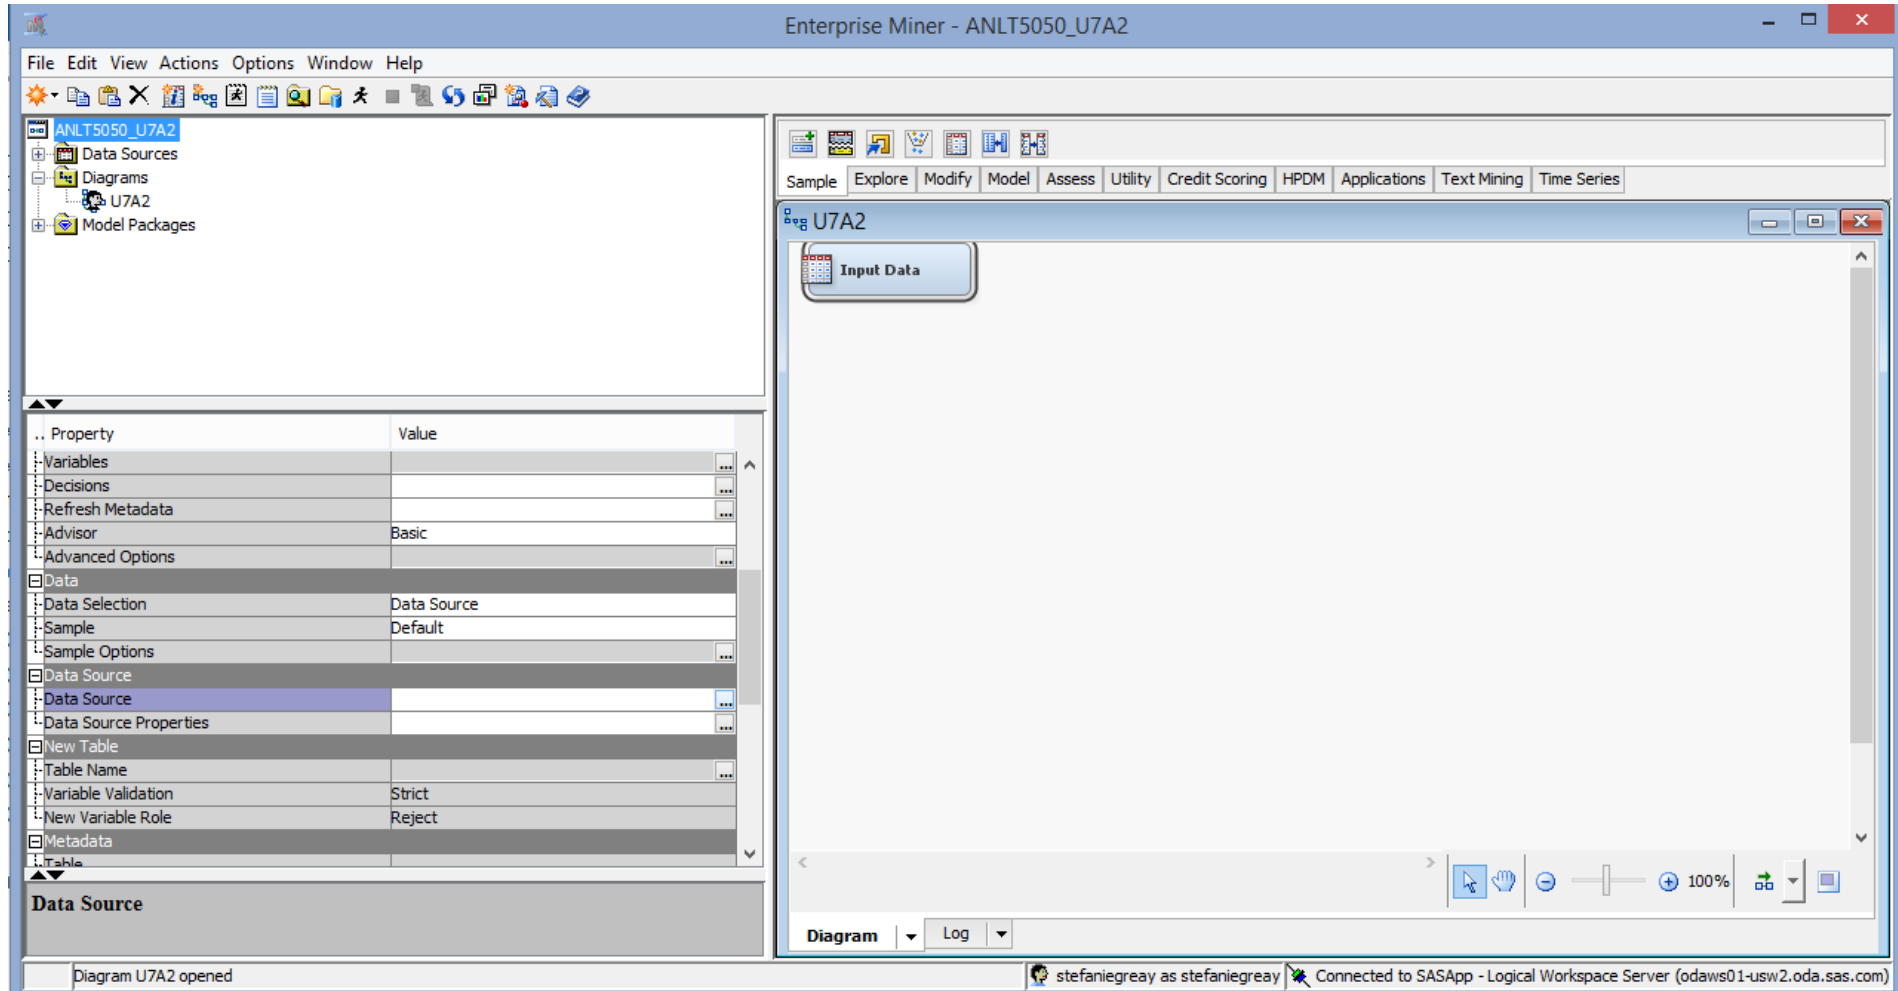 Enterprise Miner - ANLT5050_U7A2
File Edit View Actions Options Window Help
ANLT5050_U7A2
Data Sources
Diagrams
U7A2
Model Packages
.. Property Value
Variables ...
Decisions ...
Refresh Metadata ...
Advisor Basic
Advanced Options ...
Data
Data Selection Data Source
Sample Default
Sample Options ...
Data Source
Data Source ...
Data Source Properties ...
New Table
Table Name ...
Variable Validation Strict
New Variable Role Reject
Metadata
Table
Data Source
Sample Explore Modify Model Assess Utility Credit Scoring HPDM Applications Text Mining Time Series
U7A2
Input Data
100%
Diagram Log
Diagram U7A2 opened
stefaniegreay as stefaniegreay Connected to SASApp - Logical Workspace Server (odaws01-usw2.oda.sas.com)